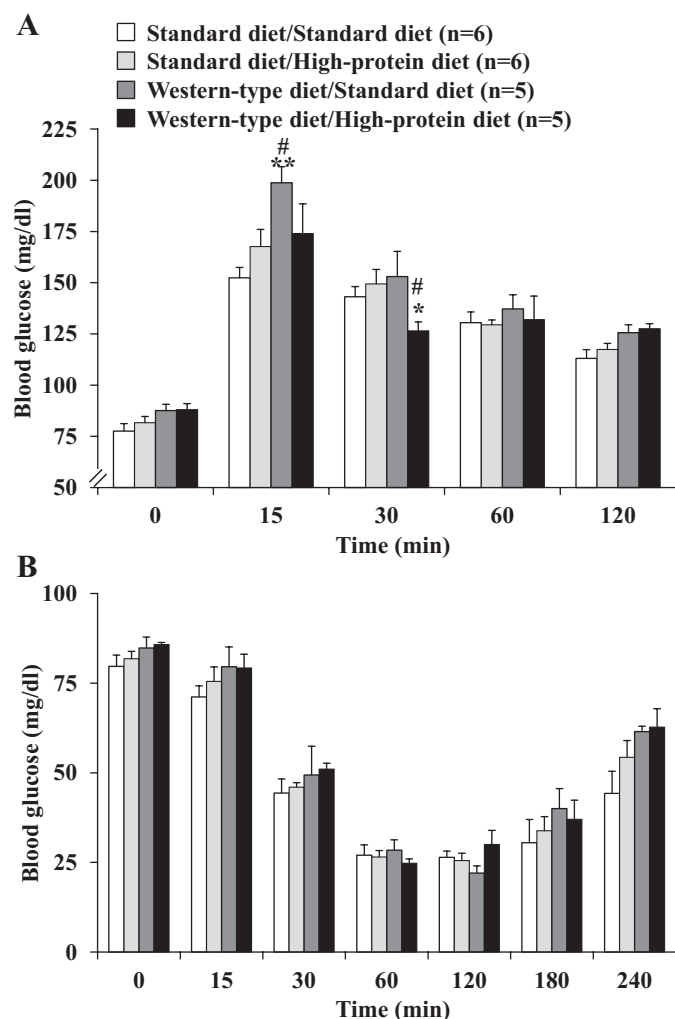 A
Standard diet/Standard diet (n=6)
Standard diet/High-protein diet (n=6)
Western-type diet/Standard diet (n=5)
Western-type diet/High-protein diet (n=5)
Blood glucose (mg/dl)
225
200
175
150
125
100
75
50
#
**
#
*
0 15 30 60 120
Time (min)
B
Blood glucose (mg/dl)
100
75
50
25
0
0 15 30 60 120 180 240
Time (min)